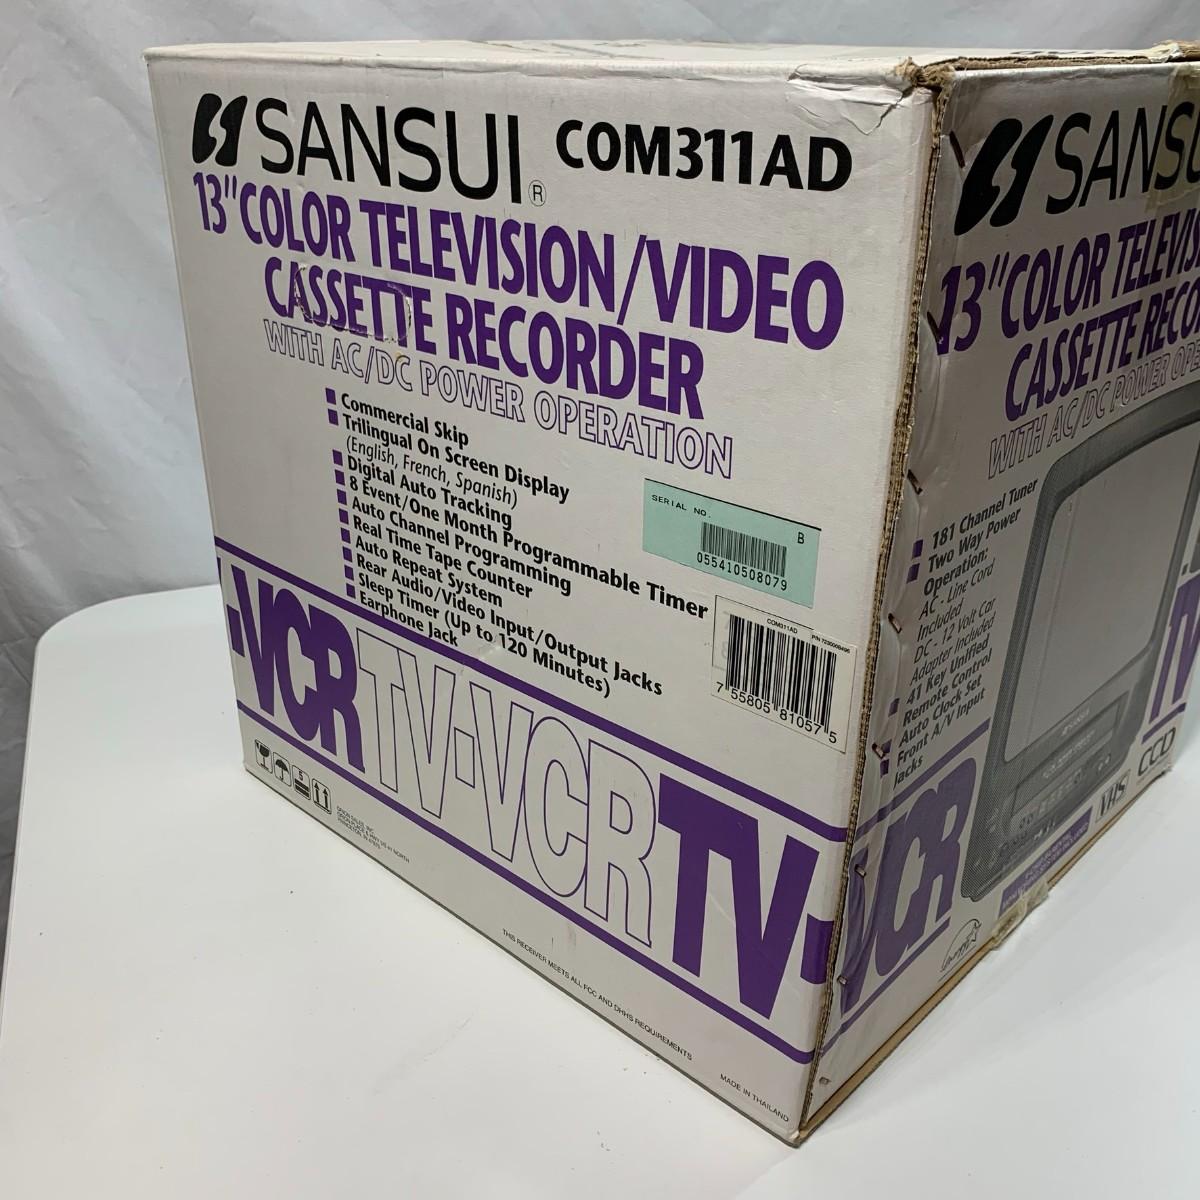 SANSUI® COM311AD
13" COLOR TELEVISION/VIDEO
CASSETTE RECORDER
WITH AC/DC POWER OPERATION
Commercial Skip
Trilingual On Screen Display
(English, French, Spanish)
Digital Auto Tracking
8 Event/One Month Programmable Timer
Auto Channel Programming
Real Time Tape Counter
Auto Repeat System
Rear Audio/Video Input/Output Jacks
Sleep Timer (Up to 120 Minutes)
Earphone Jack
SERIAL NO.
B
055410508079
COM311AD
7 55805 81057 5
-VCR TV-VCR TV-
5
ORION SALES, INC.
THIS RECEIVER MEETS ALL FCC AND DHHS REQUIREMENTS
MADE IN THAILAND
SANSU
13" COLOR TELEVIS
CASSETTE RECO
WITH AC/DC POWER OPE
181 Channel Tuner
Two Way Power
Operation:
AC - Line Cord
Included
DC - 12 Volt Car
Adapter Included
41 Key Unified
Remote Control
Auto Clock Set
Front A/V Input
Jacks
VCR
VHS